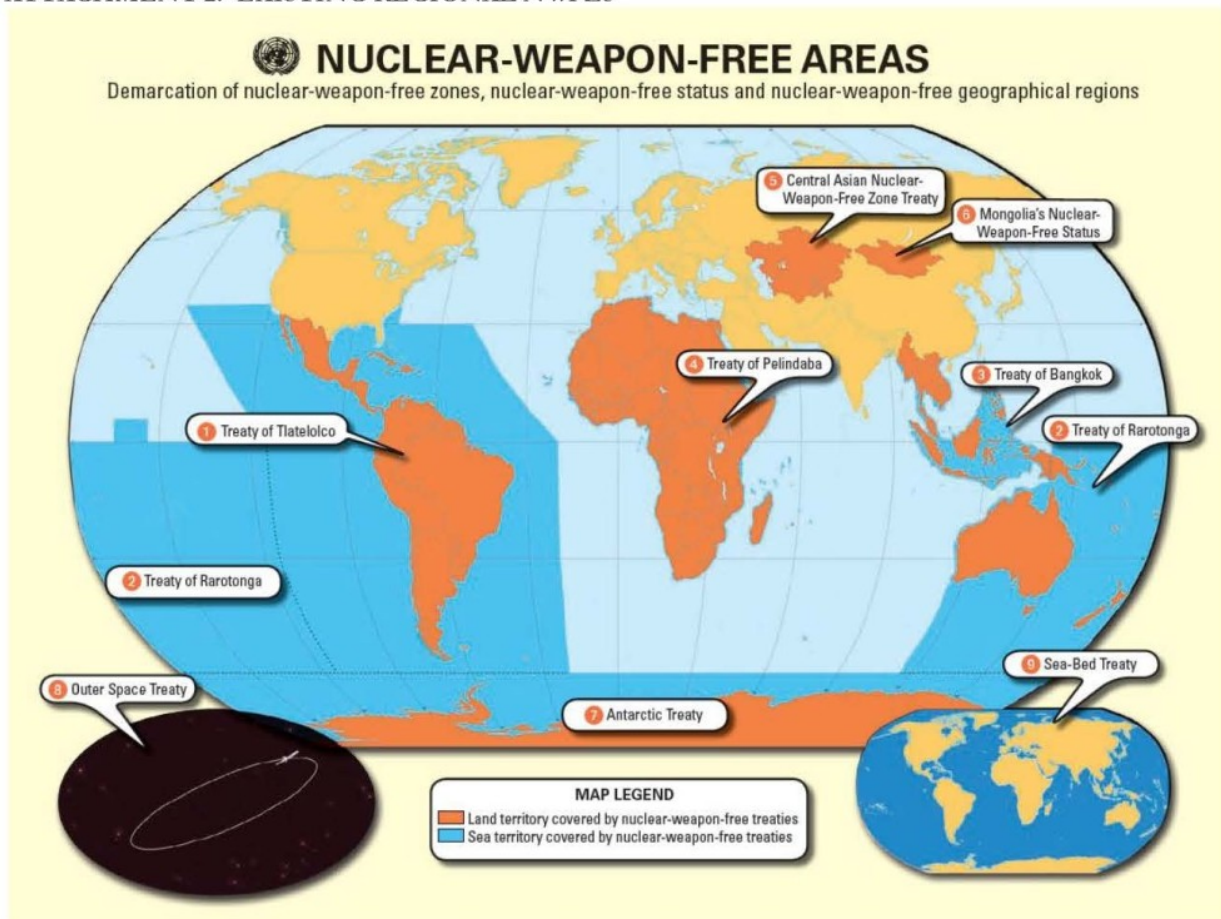 NUCLEAR-WEAPON-FREE AREAS
Demarcation of nuclear-weapon-free zones, nuclear-weapon-free status and nuclear-weapon-free geographical regions
5 Central Asian Nuclear-
Weapon-Free Zone Treaty
6 Mongolia's Nuclear-
Weapon-Free Status
4 Treaty of Pelindaba
3 Treaty of Bangkok
1 Treaty of Tlatelolco
2 Treaty of Rarotonga
2 Treaty of Rarotonga
9 Sea-Bed Treaty
8 Outer Space Treaty
7 Antarctic Treaty
MAP LEGEND
Land territory covered by nuclear-weapon-free treaties
Sea territory covered by nuclear-weapon-free treaties